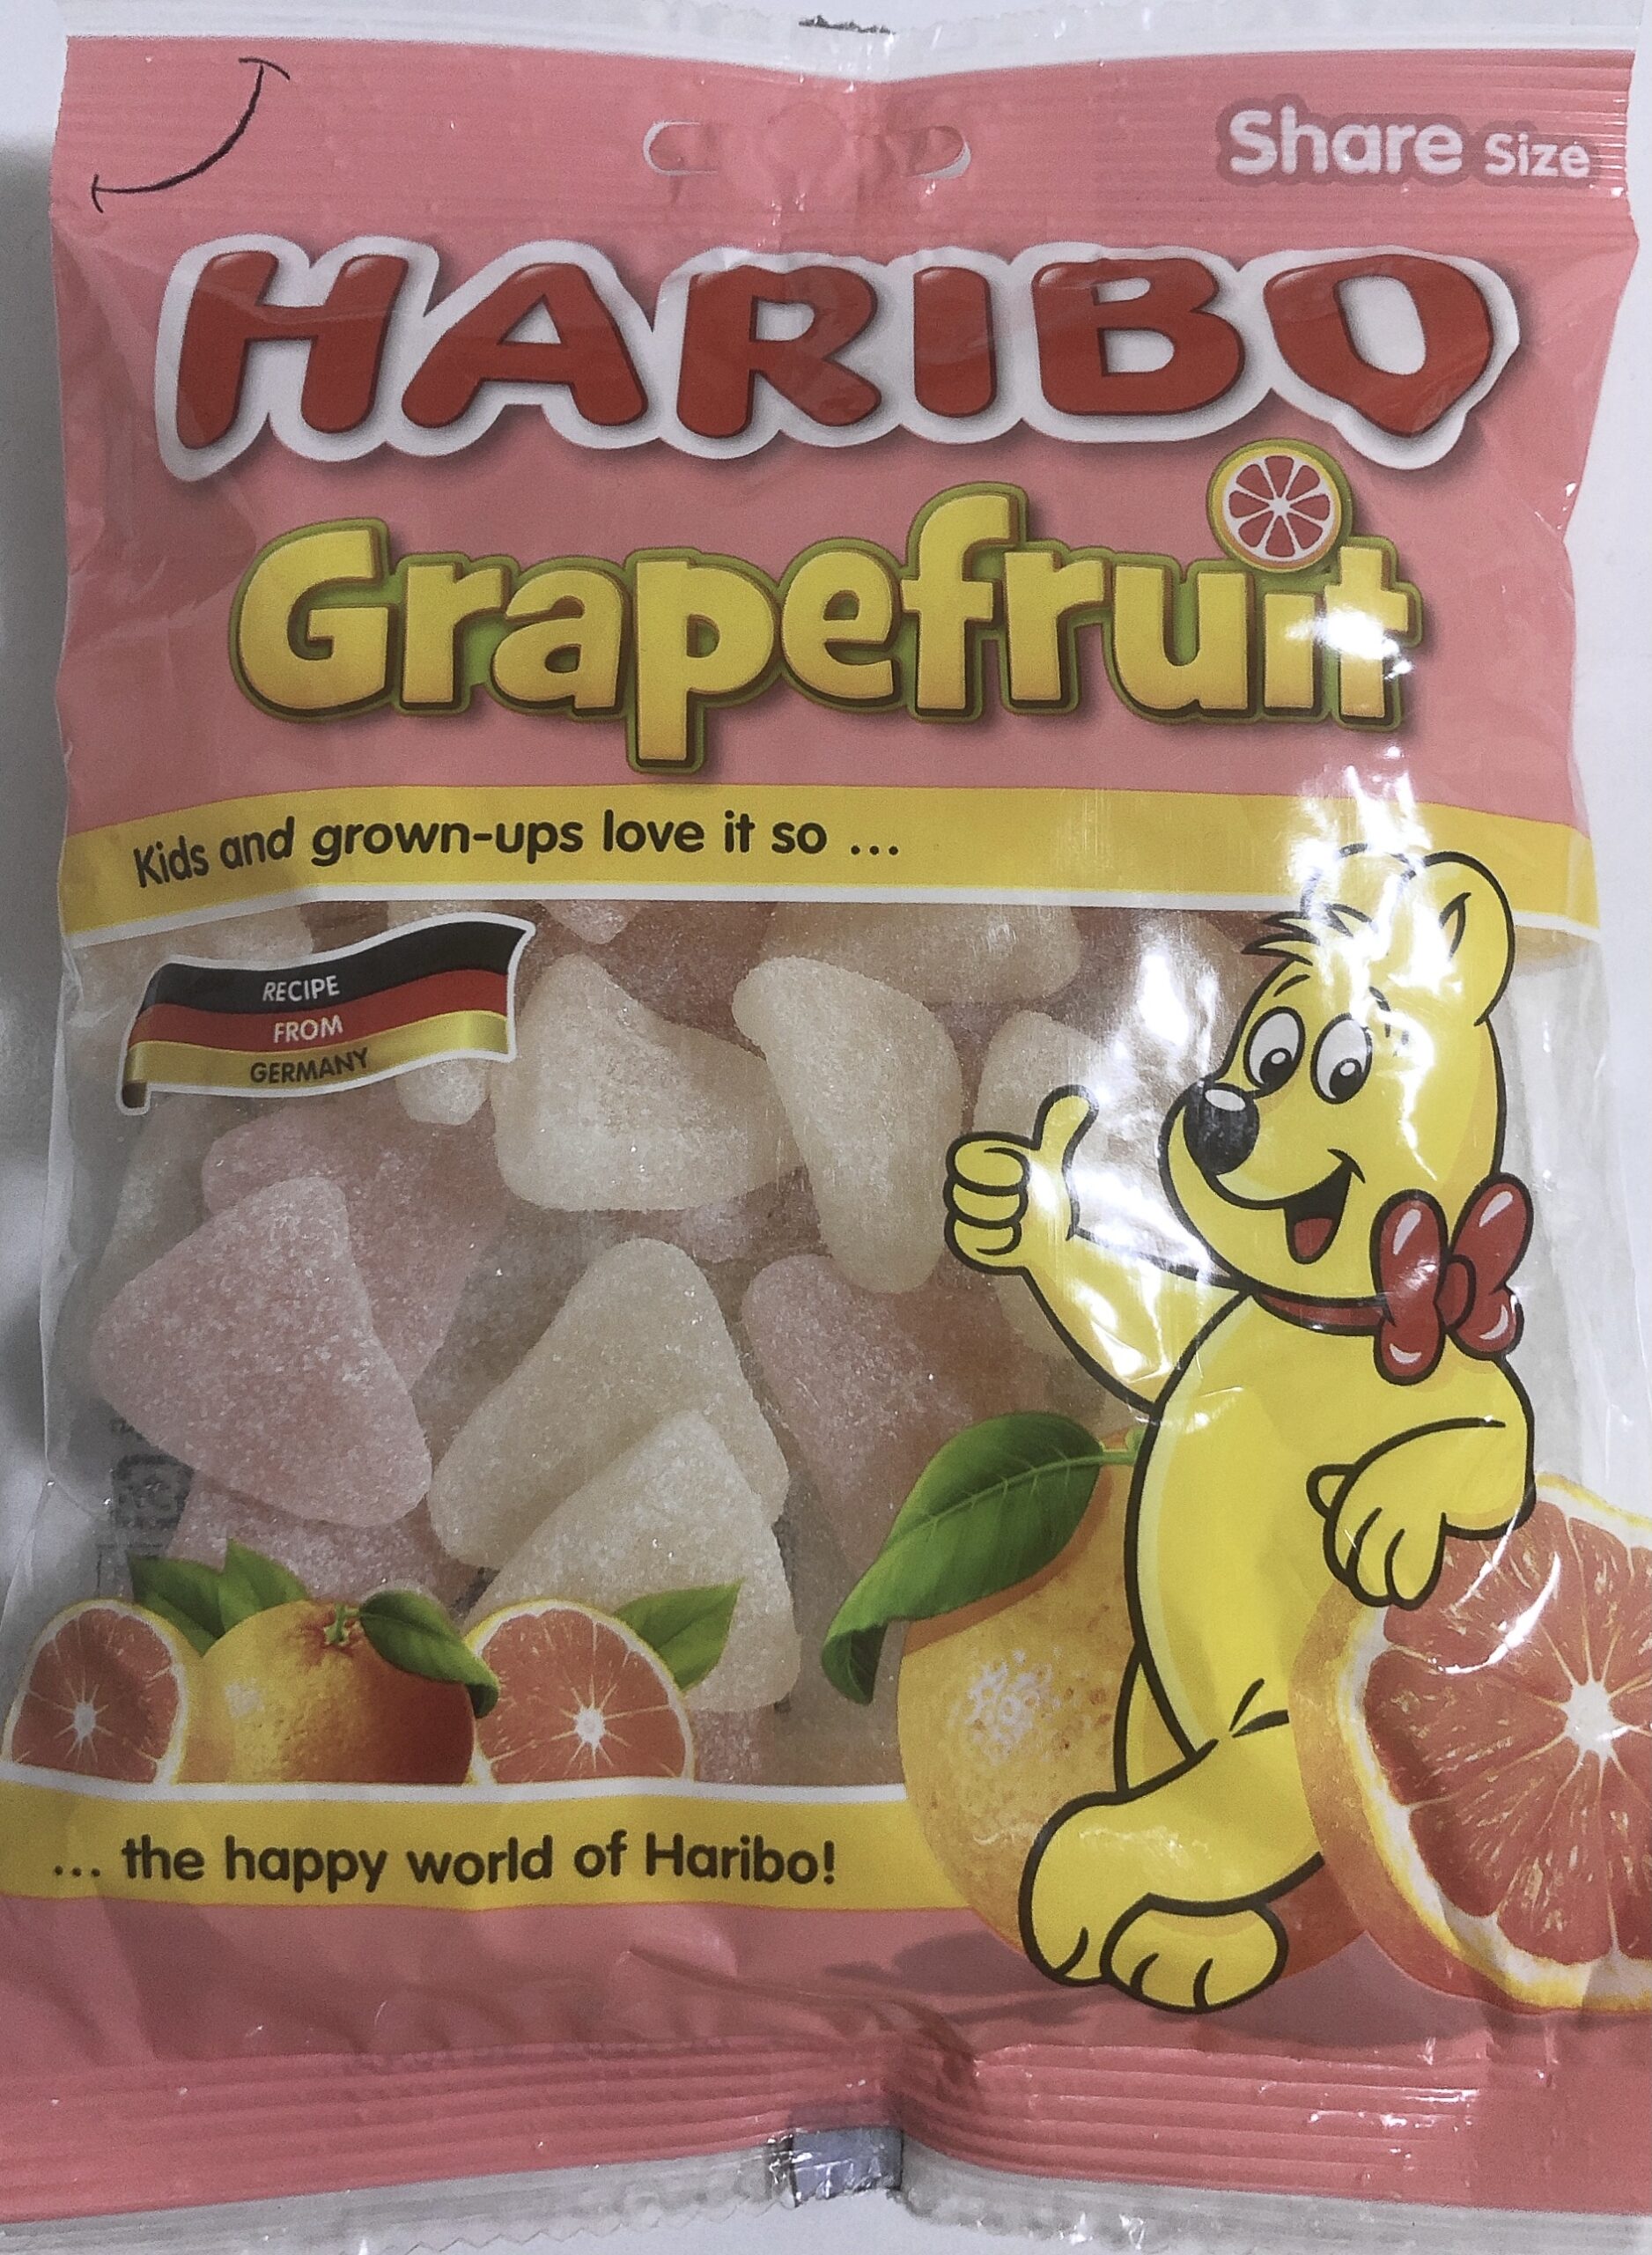 Share Size
HARIBO
Grapefruit
Kids and grown-ups love it so ...
RECIPE
FROM
GERMANY
... the happy world of Haribo!